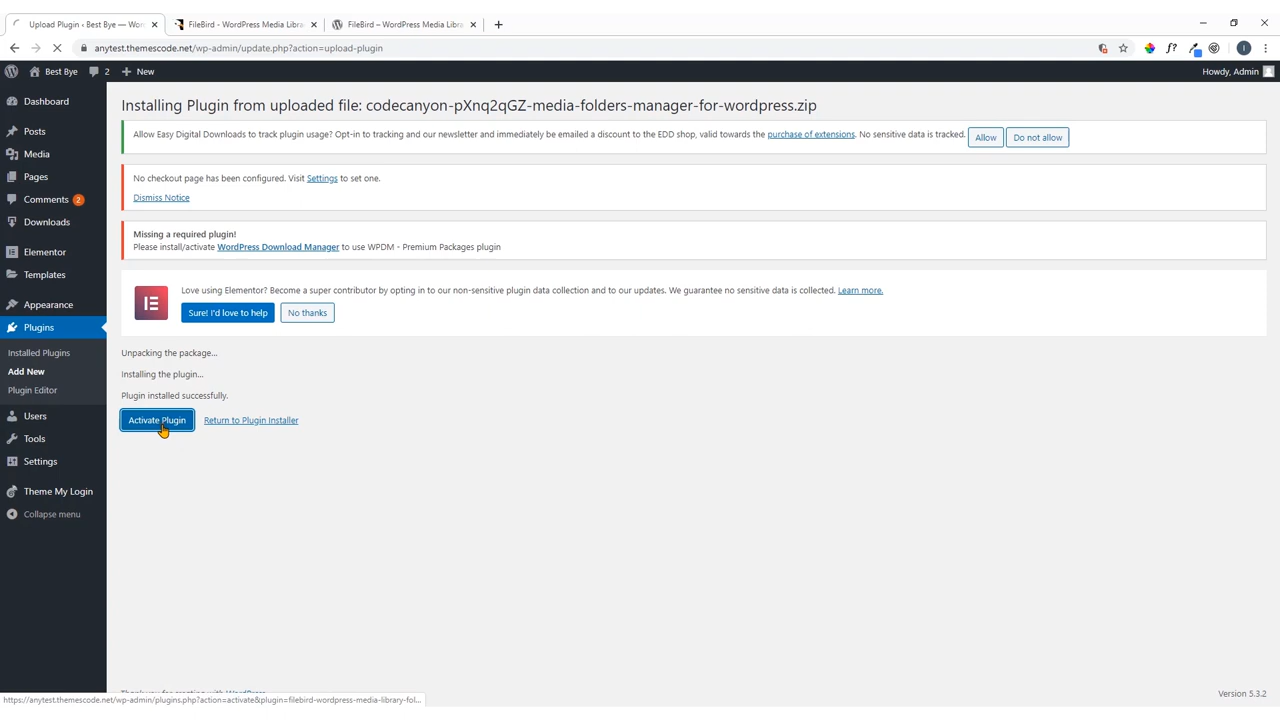 Upload Plugin ‹ Best Bye — Wor
FileBird - WordPress Media Libra
FileBird – WordPress Media Libra
anytest.themescode.net/wp-admin/update.php?action=upload-plugin
Best Bye
2
New
Howdy, Admin
Dashboard
Posts
Media
Pages
Comments 2
Downloads
Elementor
Templates
Appearance
Plugins
Installed Plugins
Add New
Plugin Editor
Users
Tools
Settings
Theme My Login
Collapse menu
Installing Plugin from uploaded file: codecanyon-pXnq2qGZ-media-folders-manager-for-wordpress.zip
Allow Easy Digital Downloads to track plugin usage? Opt-in to tracking and our newsletter and immediately be emailed a discount to the EDD shop, valid towards the purchase of extensions. No sensitive data is tracked. Allow Do not allow
No checkout page has been configured. Visit Settings to set one.
Dismiss Notice
Missing a required plugin!
Please install/activate WordPress Download Manager to use WPDM - Premium Packages plugin
Love using Elementor? Become a super contributor by opting in to our non-sensitive plugin data collection and to our updates. We guarantee no sensitive data is collected. Learn more.
Sure! I'd love to help No thanks
Unpacking the package...
Installing the plugin...
Plugin installed successfully.
Activate Plugin Return to Plugin Installer
Thank you for creating with WordPress.
Version 5.3.2
https://anytest.themescode.net/wp-admin/plugins.php?action=activate&plugin=filebird-wordpress-media-library-fol...